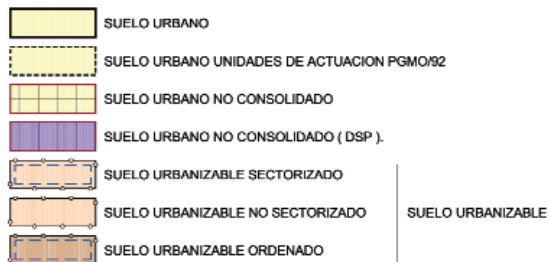 SUELO URBANO
SUELO URBANO UNIDADES DE ACTUACION PGMO/92
SUELO URBANO NO CONSOLIDADO
SUELO URBANO NO CONSOLIDADO ( DSP ).
SUELO URBANIZABLE SECTORIZADO
SUELO URBANIZABLE NO SECTORIZADO
SUELO URBANIZABLE
SUELO URBANIZABLE ORDENADO